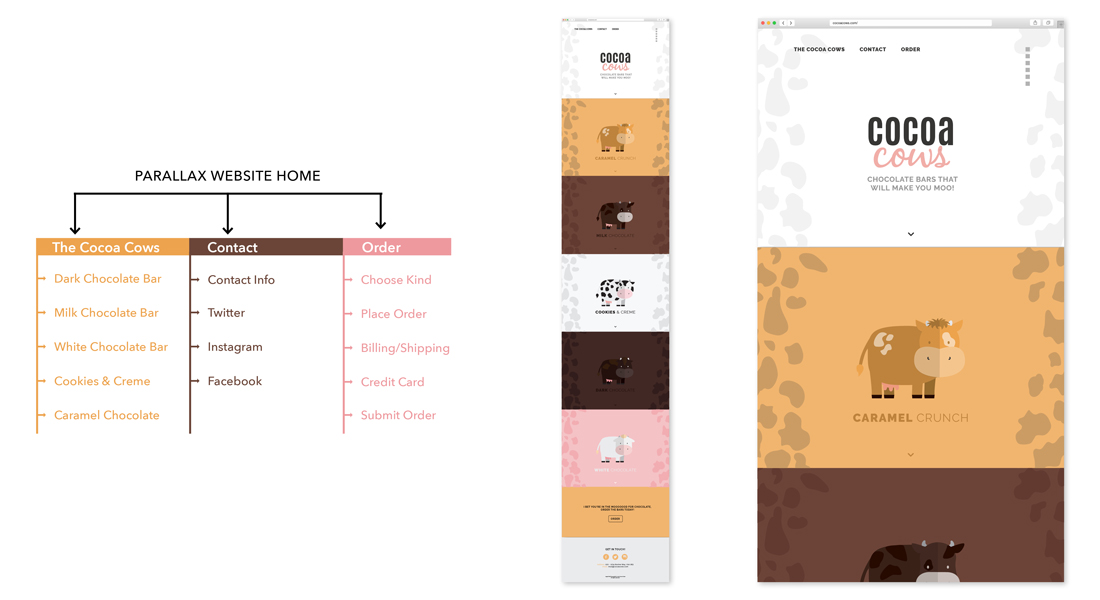 PARALLAX WEBSITE HOME
The Cocoa Cows
Dark Chocolate Bar
Milk Chocolate Bar
White Chocolate Bar
Cookies & Creme
Caramel Chocolate
Contact
Contact Info
Twitter
Instagram
Facebook
Order
Choose Kind
Place Order
Billing/Shipping
Credit Card
Submit Order
THE COCOA COWS CONTACT ORDER
cocoa
cows
CHOCOLATE BARS THAT
WILL MAKE YOU MOO!
CARAMEL CRUNCH
MILK CHOCOLATE
COOKIES & CREME
GET IN TOUCH!
cocoacows.com/
THE COCOA COWS CONTACT ORDER
cocoa
cows
CHOCOLATE BARS THAT
WILL MAKE YOU MOO!
CARAMEL CRUNCH